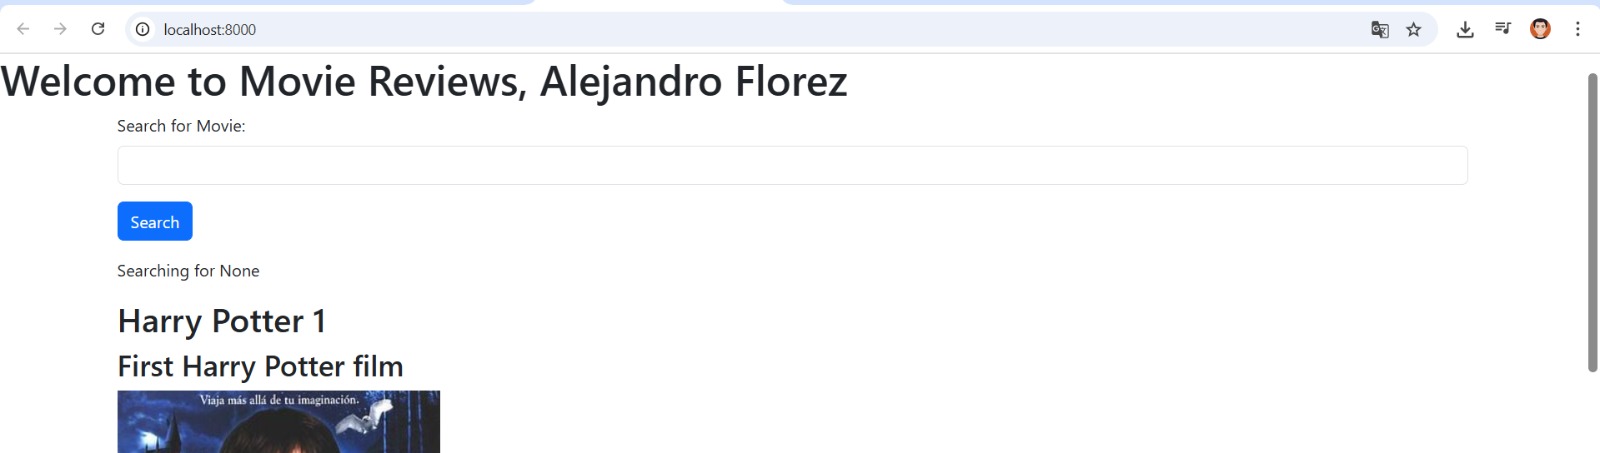 localhost:8000
Welcome to Movie Reviews, Alejandro Florez
Search for Movie:
Search
Searching for None
Harry Potter 1
First Harry Potter film
Viaja más allá de tu imaginación.